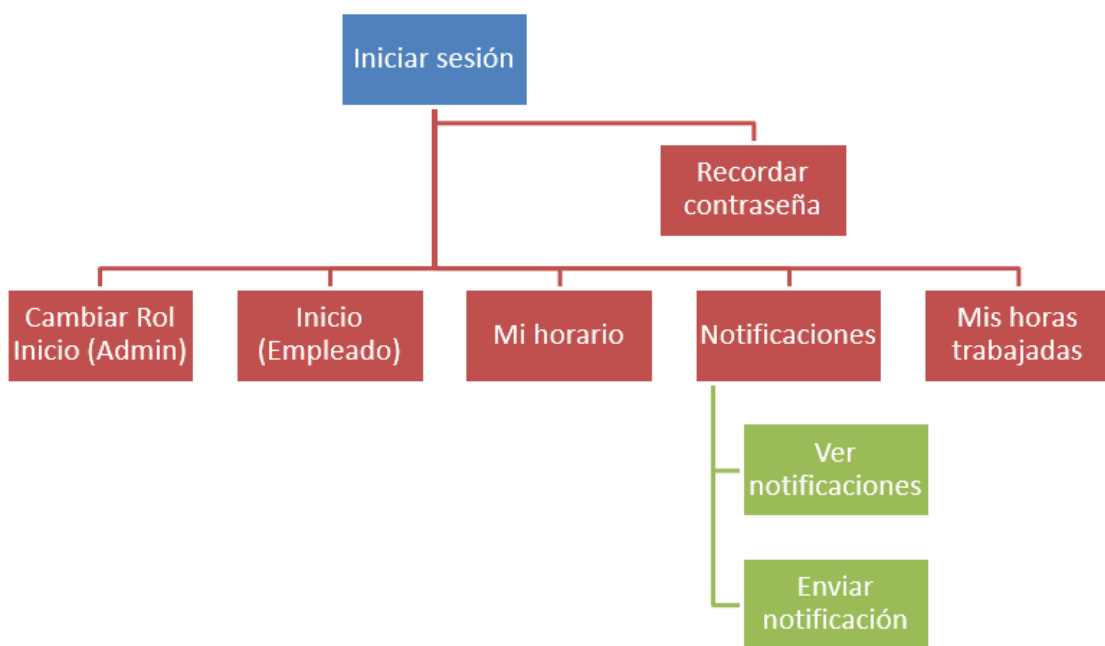 Iniciar sesión
Recordar
contraseña
Cambiar Rol
Inicio (Admin)
Inicio
(Empleado)
Mi horario
Notificaciones
Mis horas
trabajadas
Ver
notificaciones
Enviar
notificación